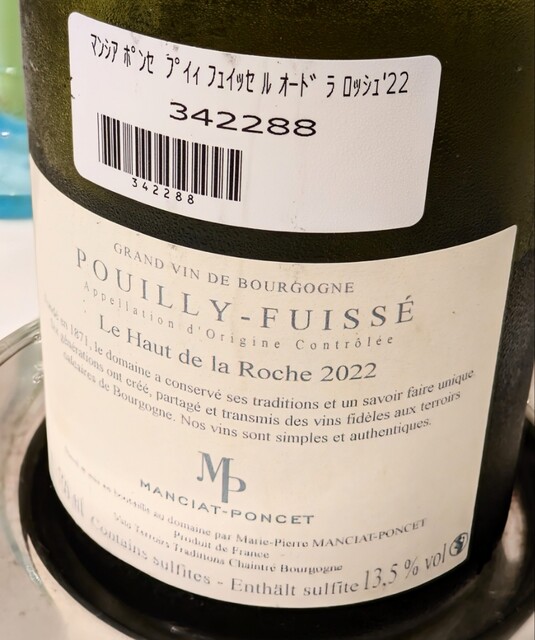 マンシア ポンセ プイィ フュイッセ ル オード ラ ロッシェ'22
342288
342288
GRAND VIN DE BOURGOGNE
POUILLY-FUISSÉ
Appellation d'Origine Contrôlée
Le Haut de la Roche 2022
en 1871, le domaine a conservé ses traditions et un savoir faire unique
générations ont créé, partagé et transmis des vins fidèles aux terroirs
calcaires de Bourgogne. Nos vins sont simples et authentiques.
MP
MANCIAT-PONCET
en bouteille au domaine par Marie-Pierre MANCIAT-PONCET
Produit de France
Terroirs Traditions Chaintré Bourgogne
Contains sulfites - Enthält sulfite 13,5 % vol